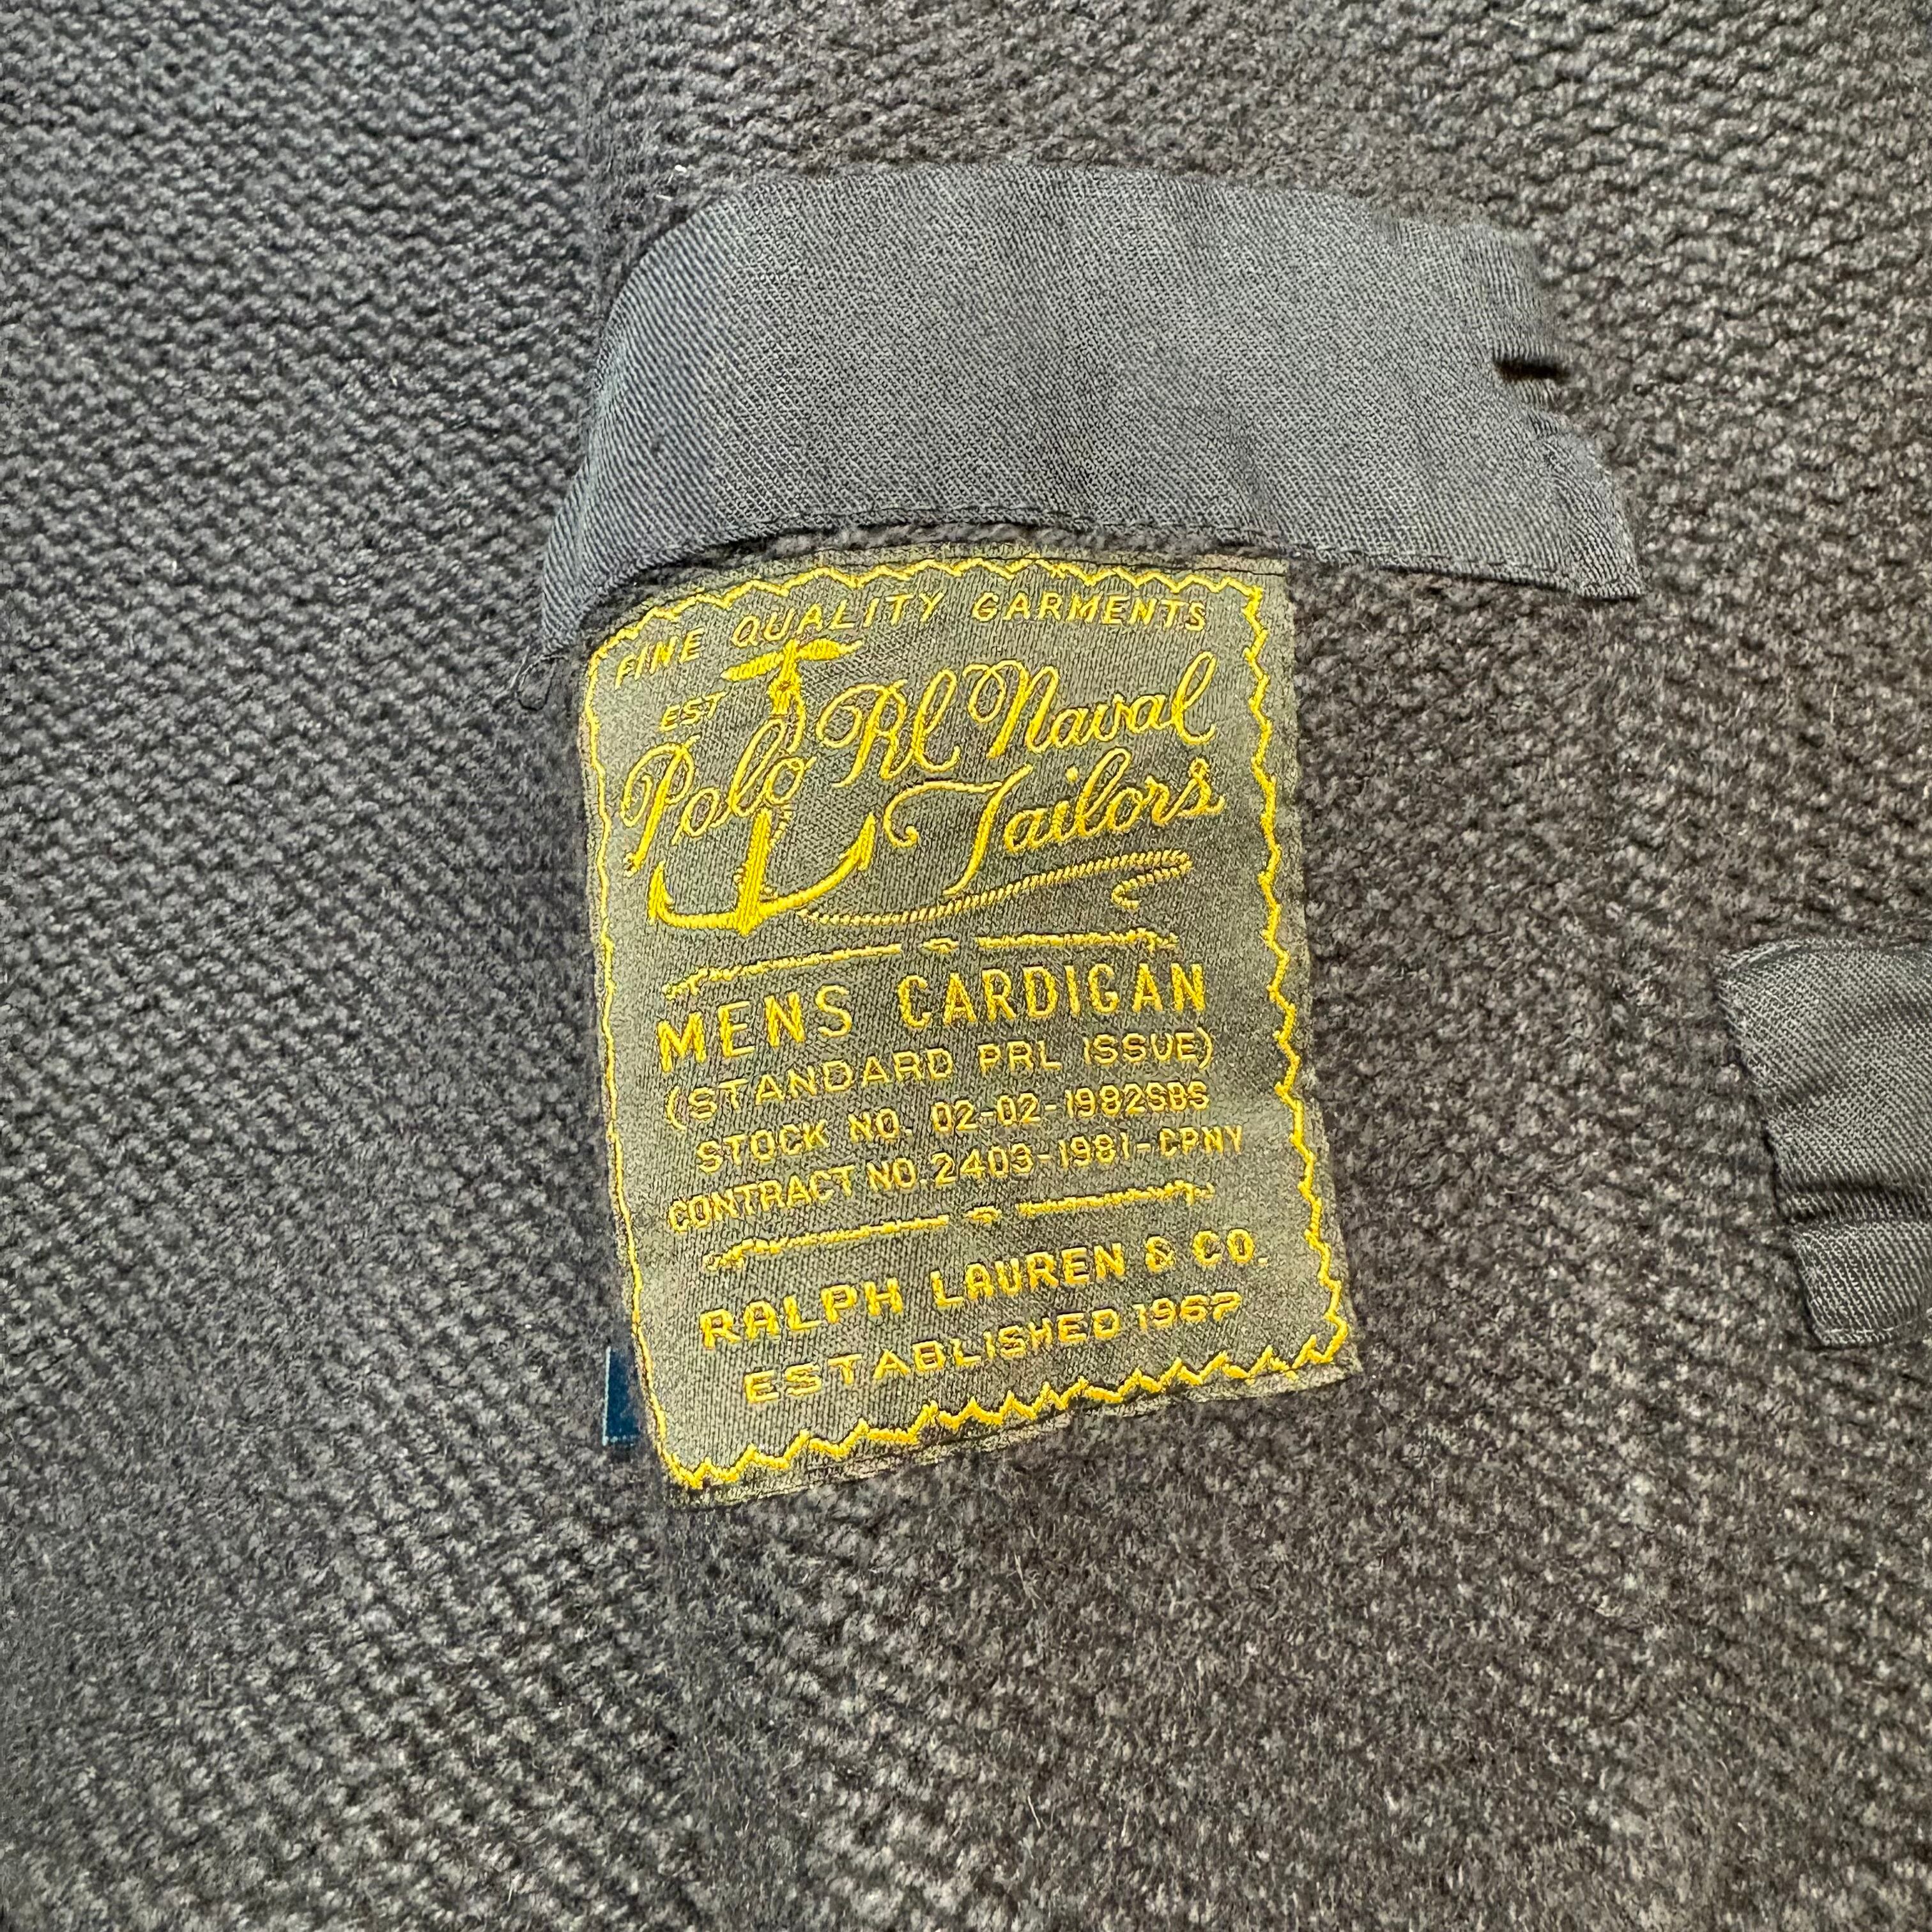 FINE QUALITY GARMENTS
EST
Polo Rl Naval
Tailors
MENS CARDIGAN
(STANDARD PRL ISSUE)
STOCK NO. 02-02-1982SBS
CONTRACT NO. 2409-1981-CPNY
RALPH LAUREN & CO.
ESTABLISHED 1967